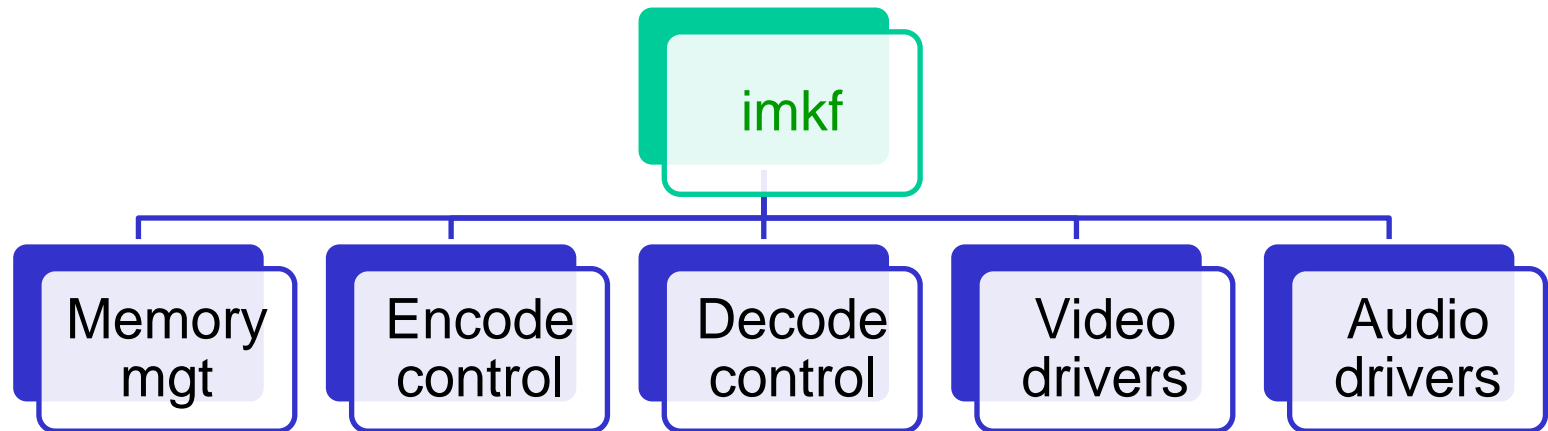 imkf
Memory
mgt
Encode
control
Decode
control
Video
drivers
Audio
drivers